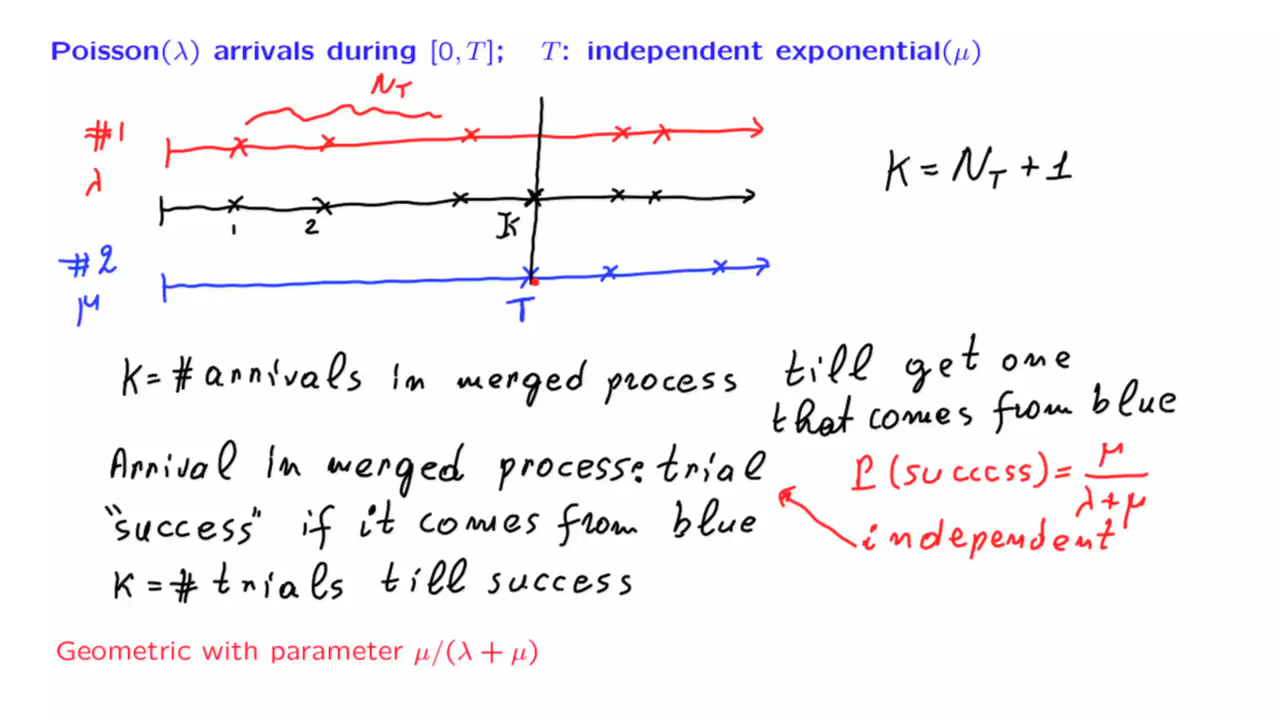 Poisson(λ) arrivals during [0, T]; T: independent exponential(μ)
N_T
#1
λ
K = N_T + 1
1 2 K
#2
μ
T
K = # arrivals in merged process till get one
that comes from blue
Arrival in merged process: trial
P(success) = μ/(λ+μ)
"success" if it comes from blue
independent
K = # trials till success
Geometric with parameter μ/(λ + μ)